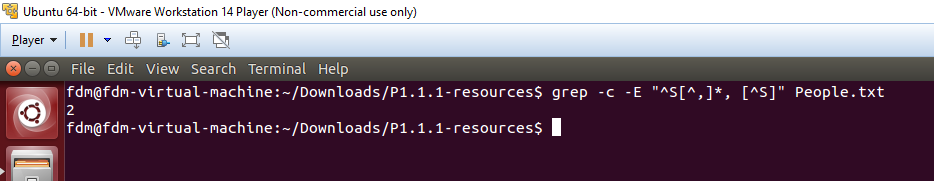 Ubuntu 64-bit - VMware Workstation 14 Player (Non-commercial use only)
Player
File Edit View Search Terminal Help
fdm@fdm-virtual-machine:~/Downloads/P1.1.1-resources$ grep -c -E "^S[^,]*, [^S]" People.txt
2
fdm@fdm-virtual-machine:~/Downloads/P1.1.1-resources$